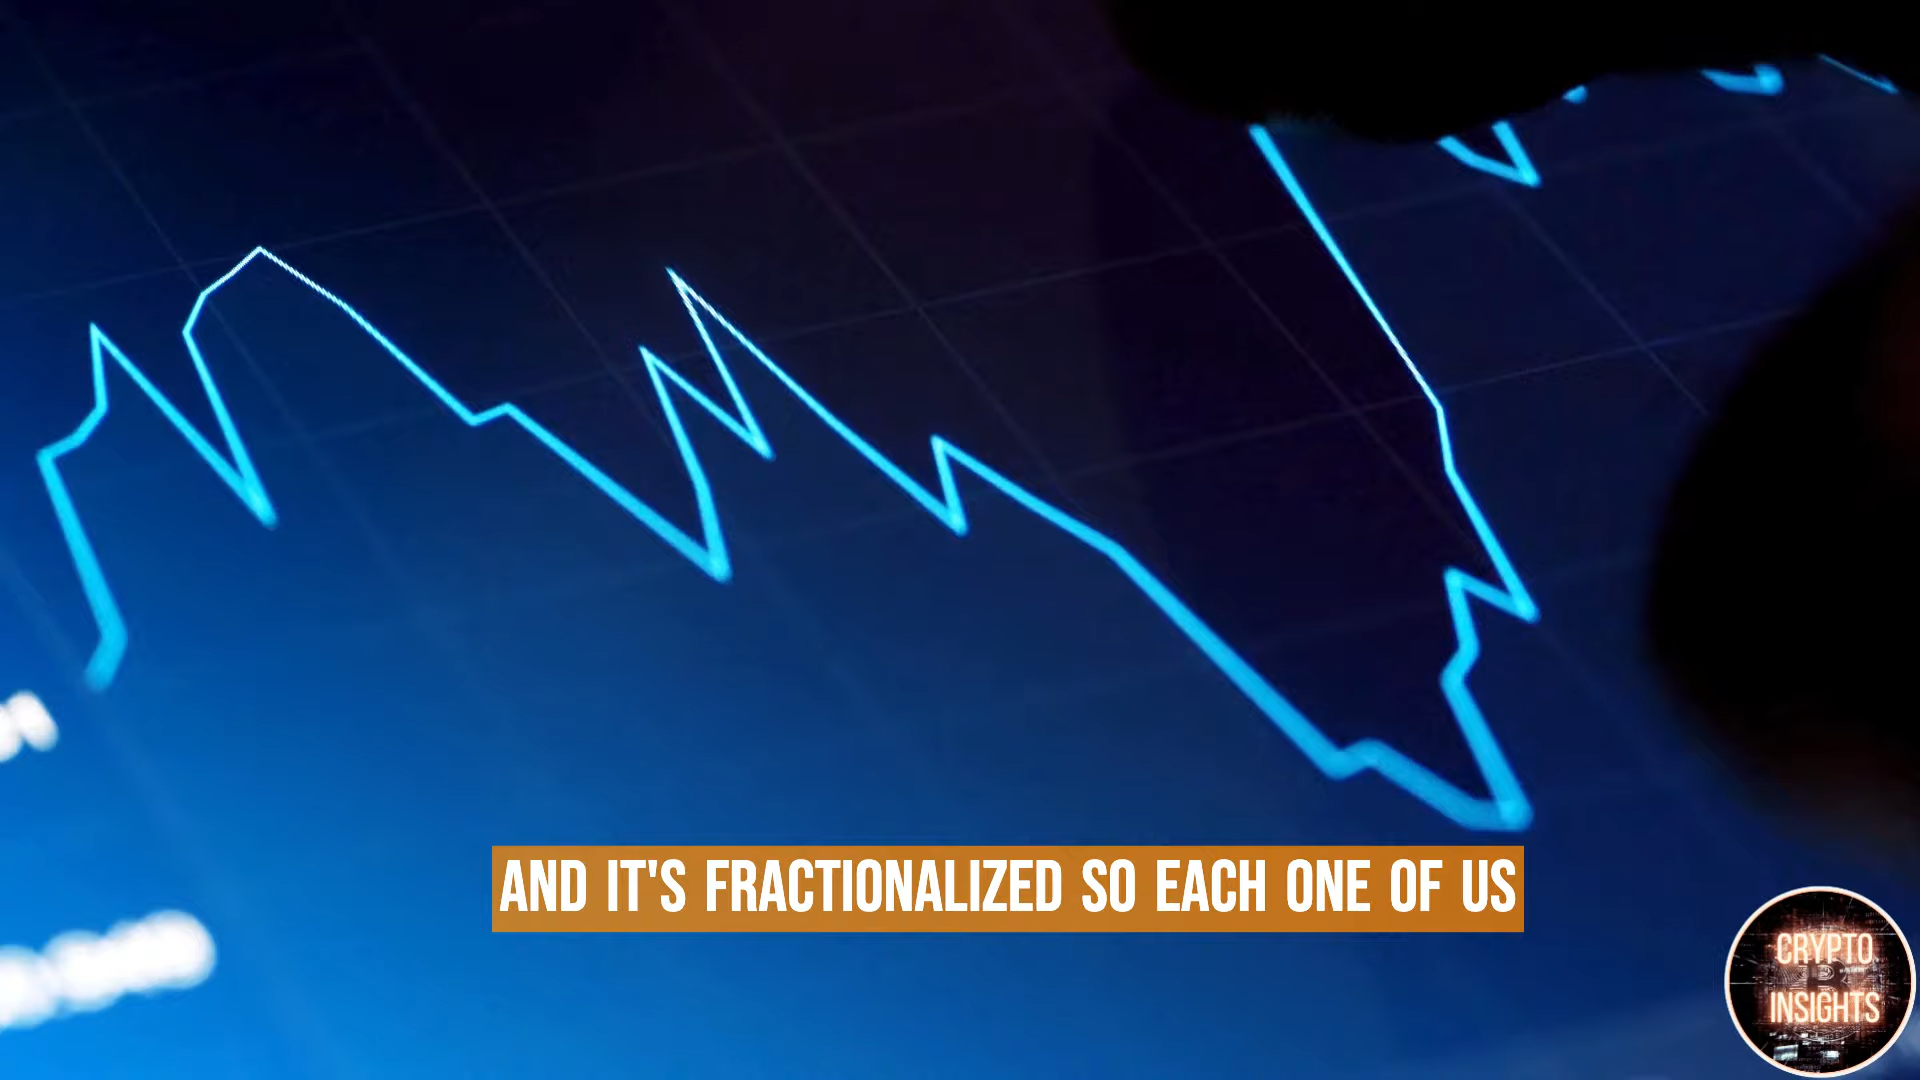 AND IT'S FRACTIONALIZED SO EACH ONE OF US
CRYPTO
INSIGHTS